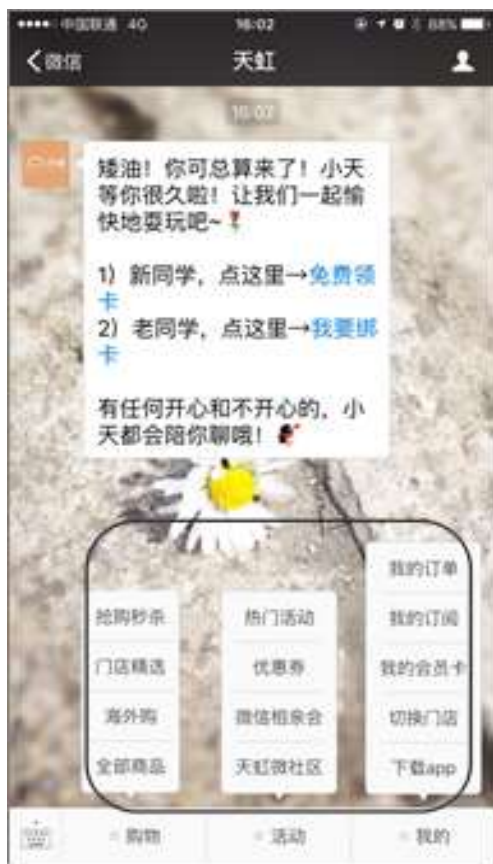 中国联通 4G 16:02 88%
微信 天虹
16:02
矮油！你可总算来了！小天
等你很久啦！让我们一起愉
快地耍玩吧~
1）新同学，点这里→免费领
卡
2）老同学，点这里→我要绑
卡
有任何开心和不开心的，小
天都会陪你聊哦！
抢购秒杀
门店精选
海外购
全部商品
热门活动
优惠券
微信相亲会
天虹微社区
我的订单
我的订阅
我的会员卡
切换门店
下载app
购物 活动 我的